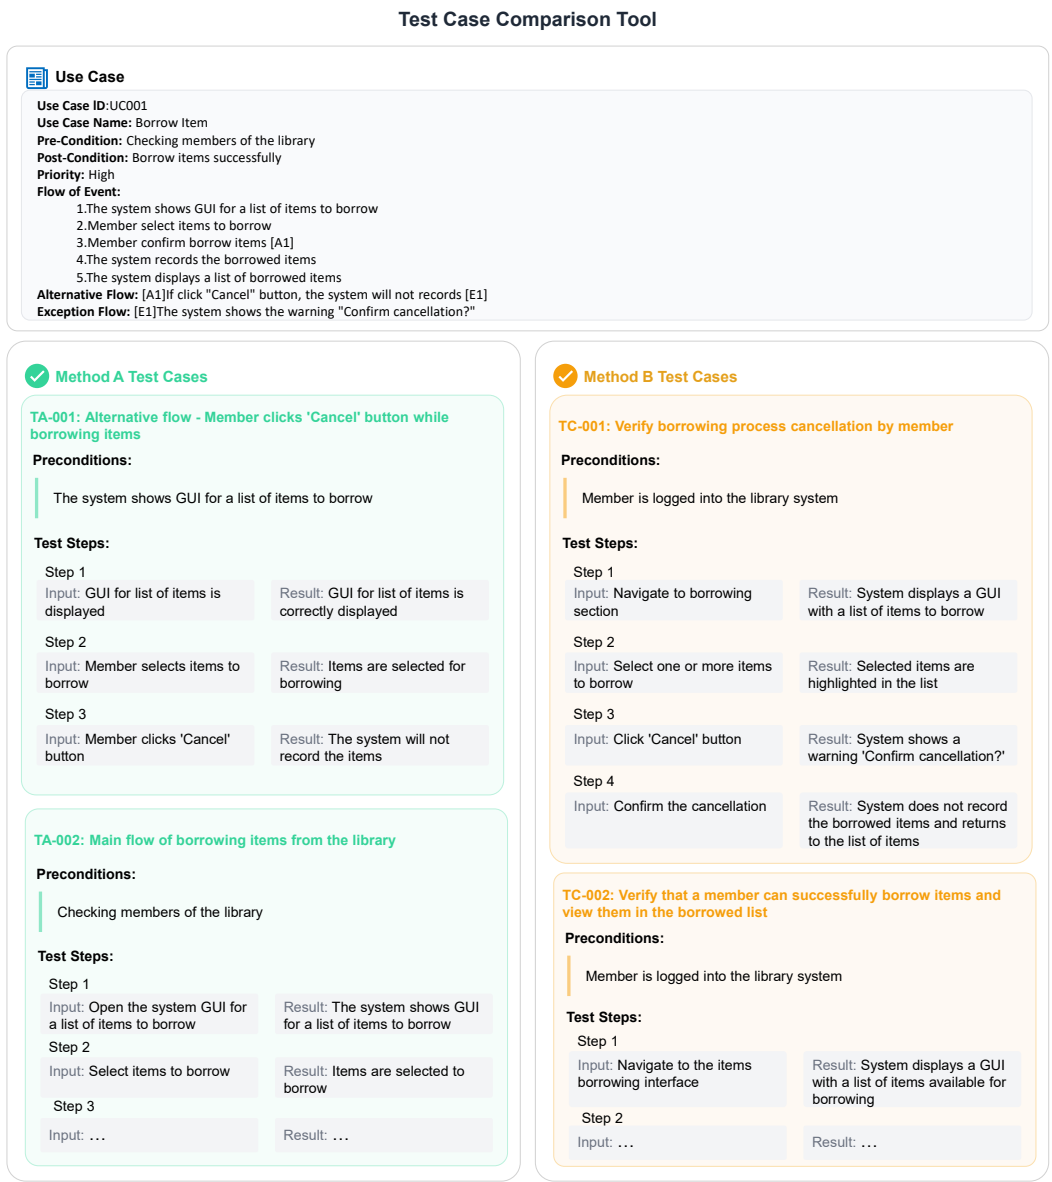 Test Case Comparison Tool
Use Case
Use Case ID:UC001
Use Case Name: Borrow Item
Pre-Condition: Checking members of the library
Post-Condition: Borrow items successfully
Priority: High
Flow of Event:
1.The system shows GUI for a list of items to borrow
2.Member select items to borrow
3.Member confirm borrow items [A1]
4.The system records the borrowed items
5.The system displays a list of borrowed items
Alternative Flow: [A1]If click "Cancel" button, the system will not records [E1]
Exception Flow: [E1]The system shows the warning "Confirm cancellation?"
Method A Test Cases
TA-001: Alternative flow - Member clicks 'Cancel' button while
borrowing items
Preconditions:
The system shows GUI for a list of items to borrow
Test Steps:
Step 1
Input: GUI for list of items is
displayed
Result: GUI for list of items is
correctly displayed
Step 2
Input: Member selects items to
borrow
Result: Items are selected for
borrowing
Step 3
Input: Member clicks 'Cancel'
button
Result: The system will not
record the items
TA-002: Main flow of borrowing items from the library
Preconditions:
Checking members of the library
Test Steps:
Step 1
Input: Open the system GUI for
a list of items to borrow
Result: The system shows GUI
for a list of items to borrow
Step 2
Input: Select items to borrow
Result: Items are selected to
borrow
Step 3
Input: ...
Result: ...
Method B Test Cases
TC-001: Verify borrowing process cancellation by member
Preconditions:
Member is logged into the library system
Test Steps:
Step 1
Input: Navigate to borrowing
section
Result: System displays a GUI
with a list of items to borrow
Step 2
Input: Select one or more items
to borrow
Result: Selected items are
highlighted in the list
Step 3
Input: Click 'Cancel' button
Result: System shows a
warning 'Confirm cancellation?'
Step 4
Input: Confirm the cancellation
Result: System does not record
the borrowed items and returns
to the list of items
TC-002: Verify that a member can successfully borrow items and
view them in the borrowed list
Preconditions:
Member is logged into the library system
Test Steps:
Step 1
Input: Navigate to the items
borrowing interface
Result: System displays a GUI
with a list of items available for
borrowing
Step 2
Input: ...
Result: ...